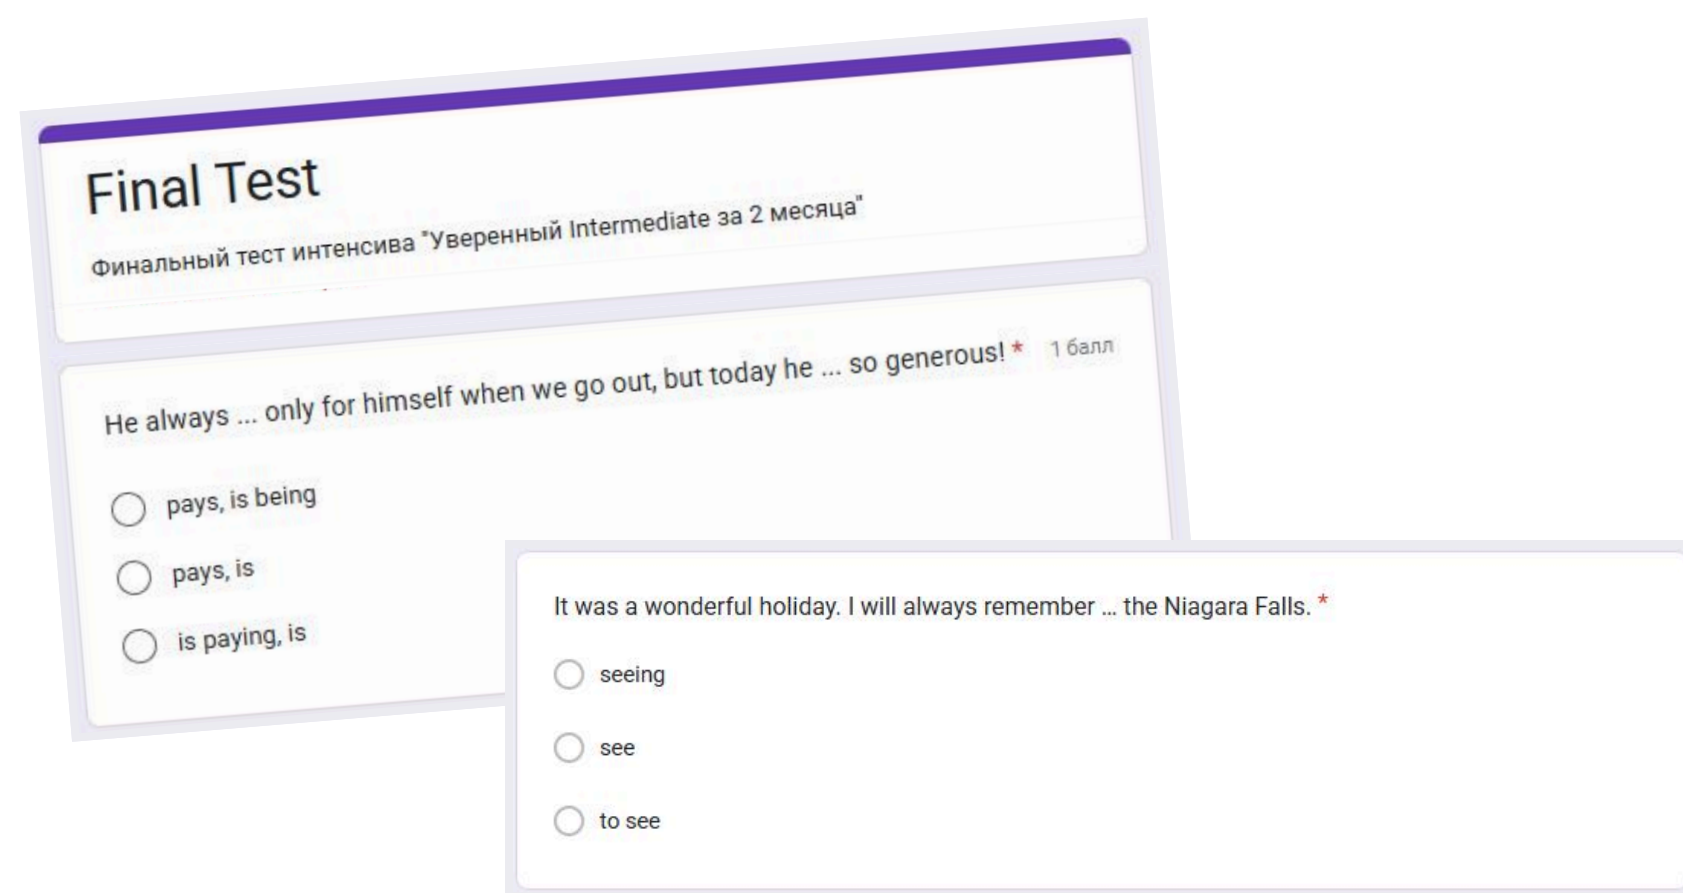 Final Test
Финальный тест интенсива "Уверенный Intermediate за 2 месяца"
He always ... only for himself when we go out, but today he ... so generous! * 1 балл
pays, is being
pays, is
is paying, is
It was a wonderful holiday. I will always remember ... the Niagara Falls. *
seeing
see
to see